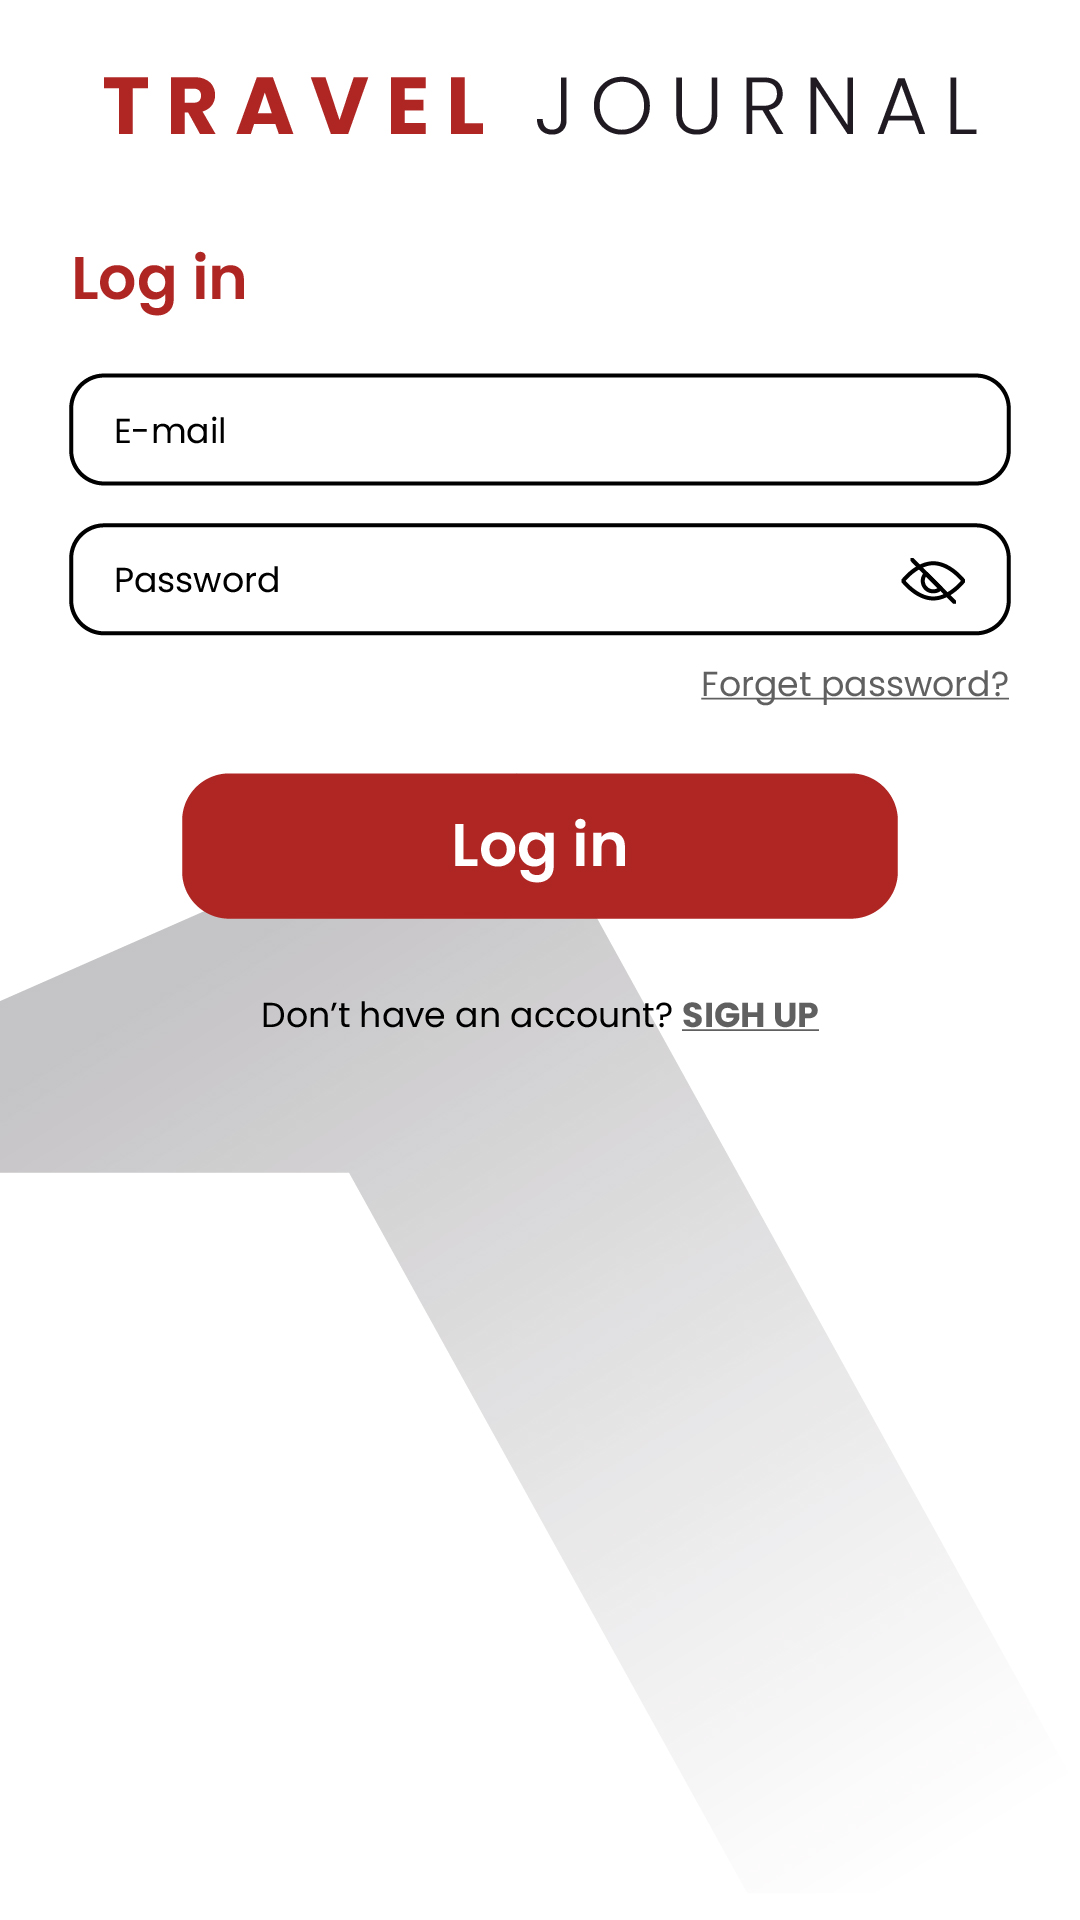 TRAVEL JOURNAL
Log in
E-mail
Password
Forget password?
Log in
Don’t have an account? SIGH UP